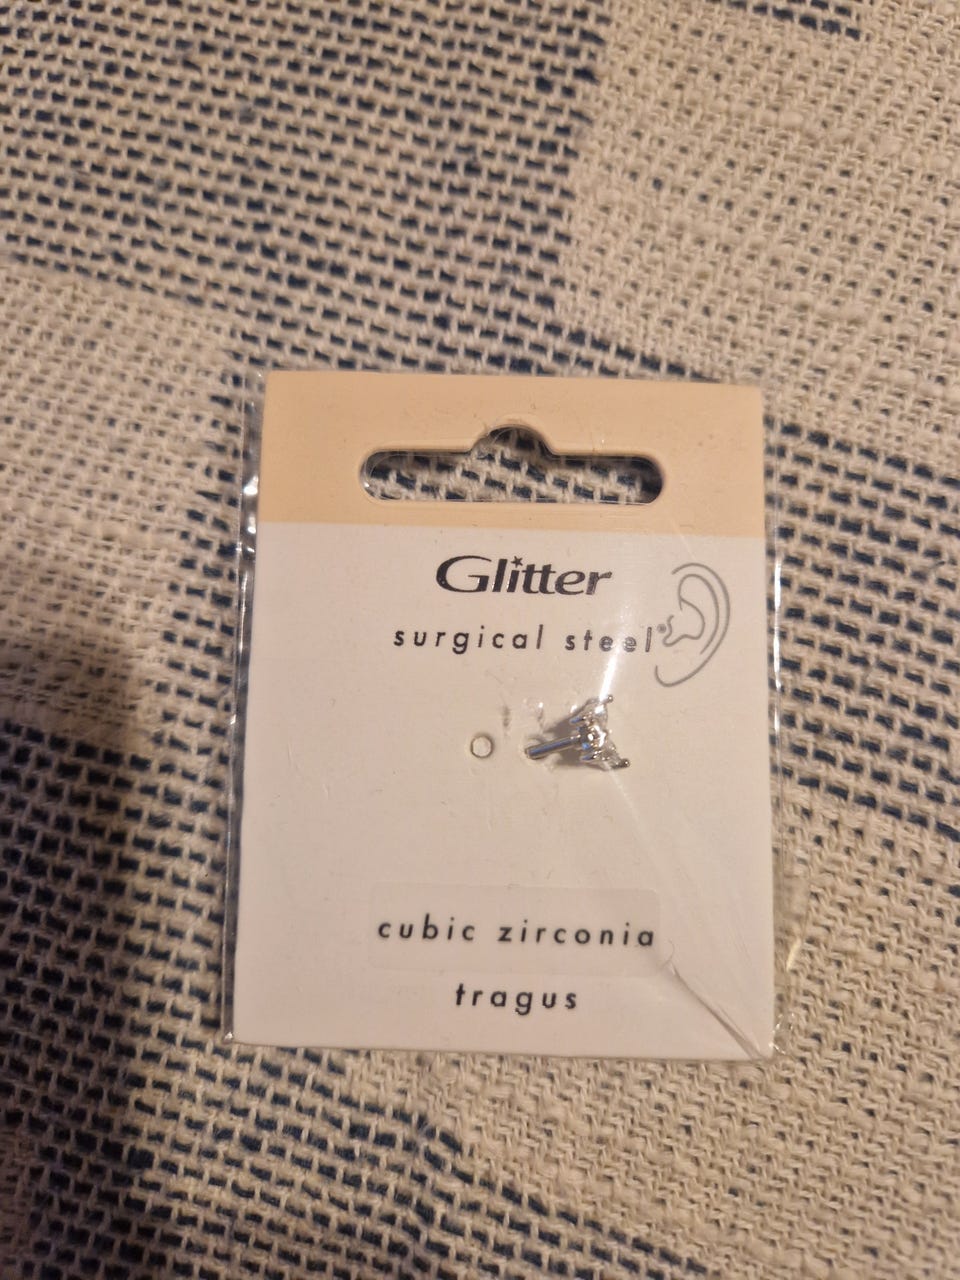 Glitter
surgical steel®
cubic zirconia
tragus